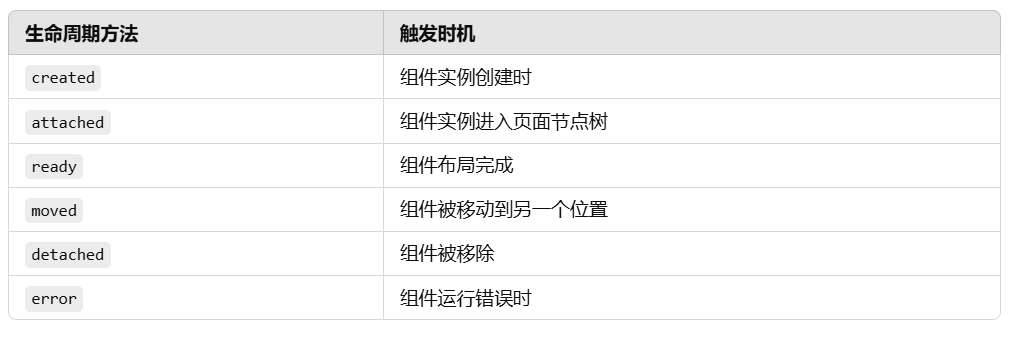 生命周期方法 触发时机
created 组件实例创建时
attached 组件实例进入页面节点树
ready 组件布局完成
moved 组件被移动到另一个位置
detached 组件被移除
error 组件运行错误时